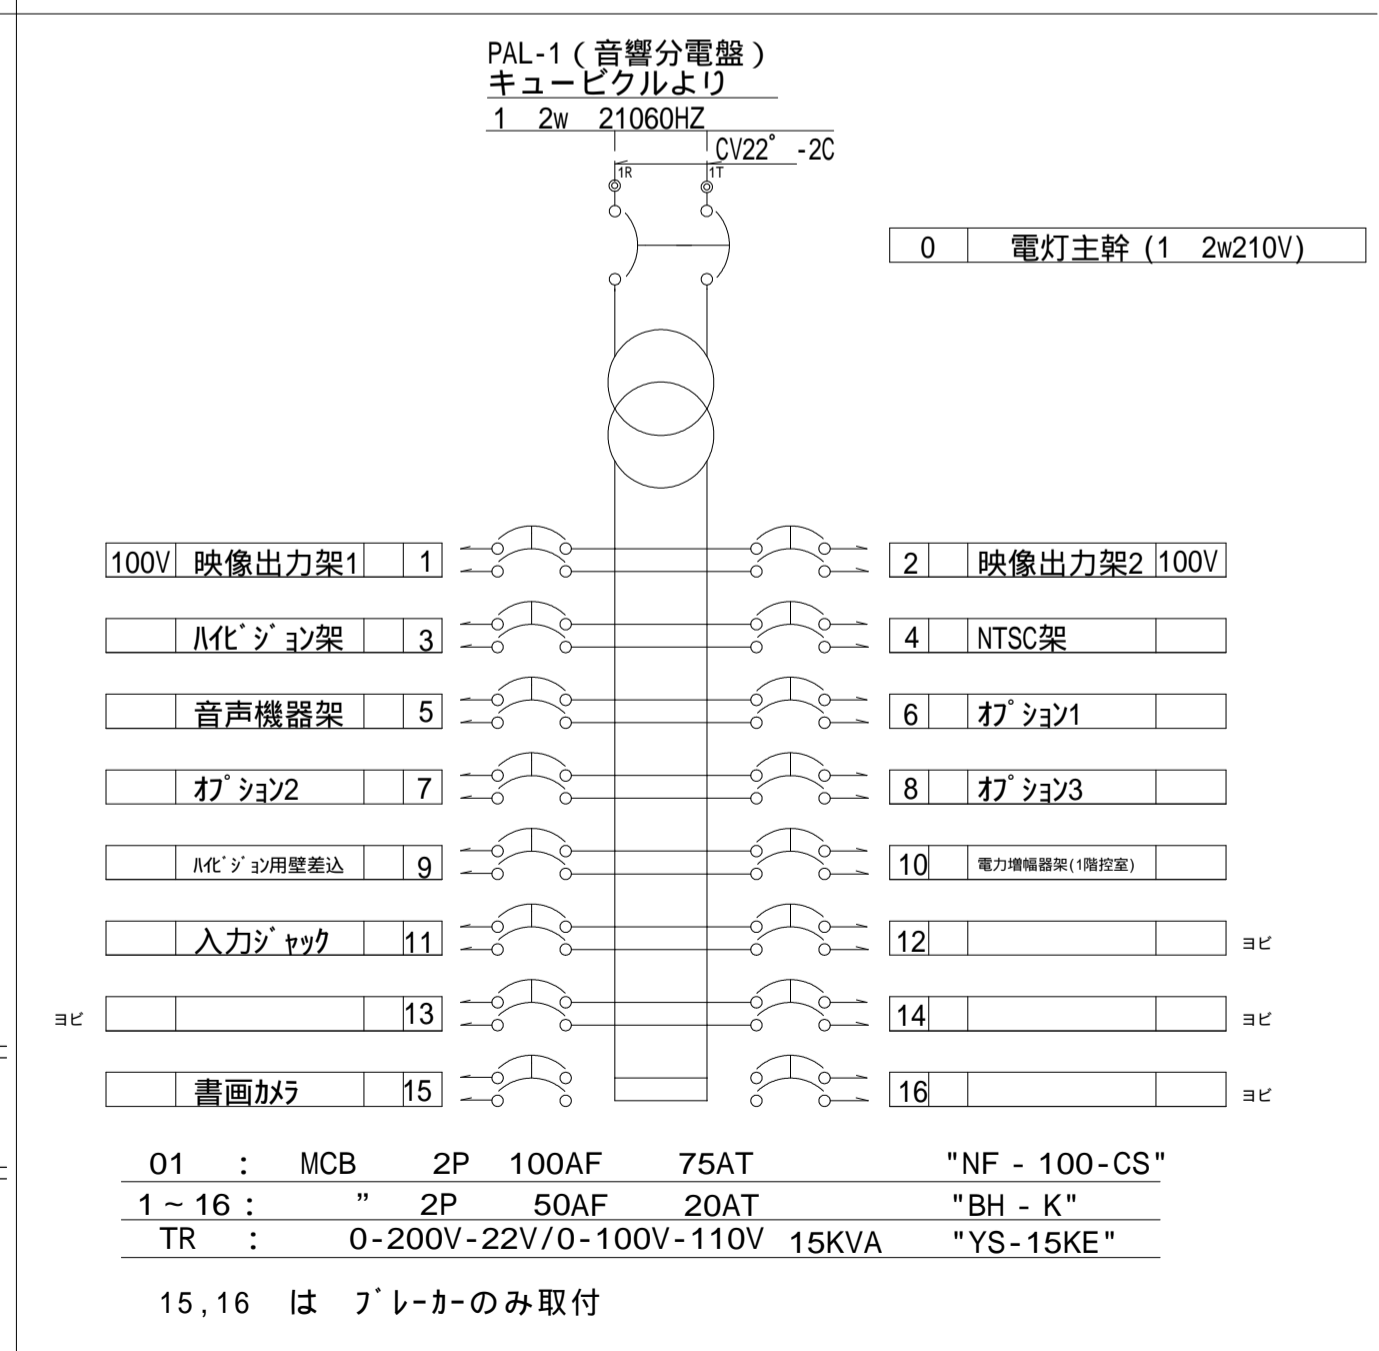 PAL-1(音響分電盤)
キュービクルより
1 2w 21060HZ
CV22° -2C
1R 1T
0 電灯主幹(1 2w210V)
100V 映像出力架1 1
2 映像出力架2 100V
ﾊｲﾋﾞｼﾞｮﾝ架 3
4 NTSC架
音声機器架 5
6 ｵﾌﾟｼｮﾝ1
ｵﾌﾟｼｮﾝ2 7
8 ｵﾌﾟｼｮﾝ3
ﾊｲﾋﾞｼﾞｮﾝ用壁差込 9
10 電力増幅器架(1階控室)
入力ｼﾞｬｯｸ 11
12 ヨビ
ヨビ 13
14 ヨビ
書画ｶﾒﾗ 15
16 ヨビ
01 : MCB 2P 100AF 75AT "NF - 100-CS"
1~16: ” 2P 50AF 20AT "BH - K"
TR : 0-200V-22V/0-100V-110V 15KVA "YS-15KE"
15,16 は ﾌﾞﾚｰｶｰのみ取付